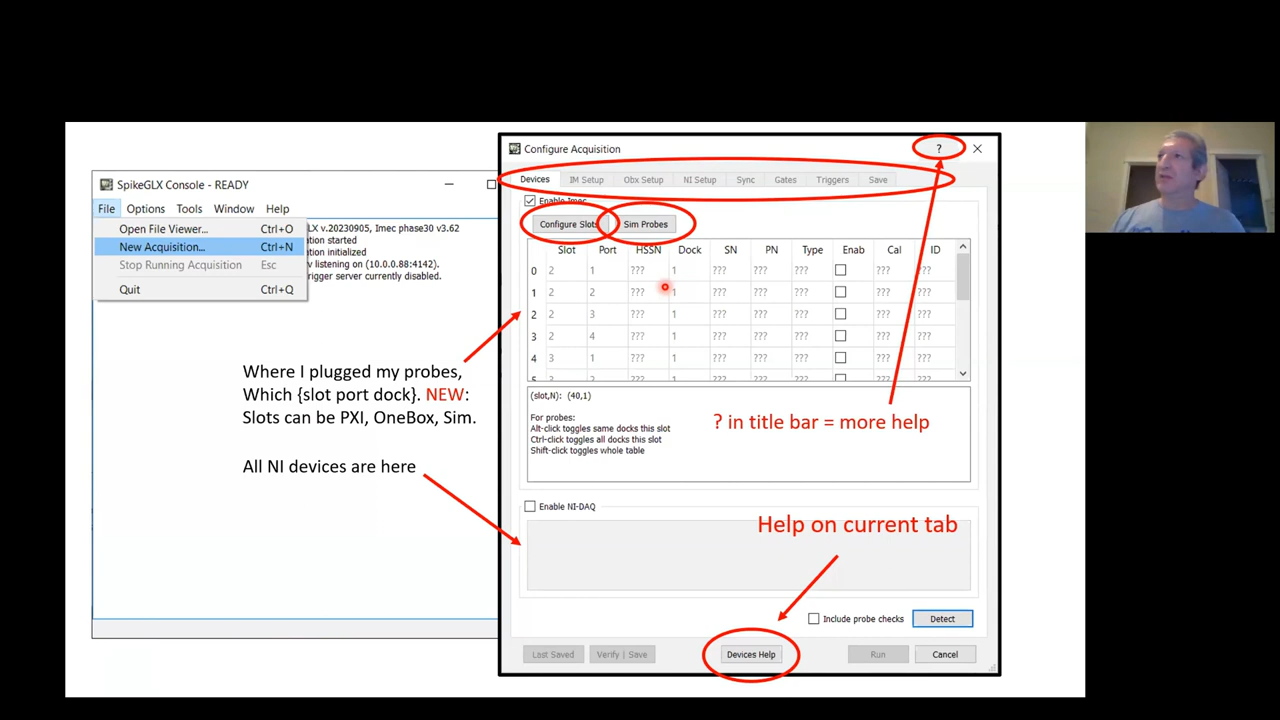 SpikeGLX Console - READY
File Options Tools Window Help
Open File Viewer... Ctrl+O
New Acquisition... Ctrl+N
Stop Running Acquisition Esc
Quit Ctrl+Q
LX v.20230905, Imec phase30 v3.62
ation started
ation initialized
listening on (10.0.0.88:4142).
rigger server currently disabled.
Where I plugged my probes,
Which {slot port dock}. NEW:
Slots can be PXI, OneBox, Sim.
All NI devices are here
Configure Acquisition ?
Devices IM Setup Obx Setup NI Setup Sync Gates Triggers Save
Enable Imec
Configure Slots Sim Probes
Slot Port HSSN Dock SN PN Type Enab Cal ID
0 2 1 ??? 1 ??? ??? ??? ??? ???
1 2 2 ??? 1 ??? ??? ??? ??? ???
2 2 3 ??? 1 ??? ??? ??? ??? ???
3 2 4 ??? 1 ??? ??? ??? ??? ???
4 3 1 ??? 1 ??? ??? ??? ??? ???
(slot,N): (40,1)
For probes:
Alt-click toggles same docks this slot
Ctrl-click toggles all docks this slot
Shift-click toggles whole table
? in title bar = more help
Enable NI-DAQ
Help on current tab
Include probe checks Detect
Last Saved Verify | Save Devices Help Run Cancel